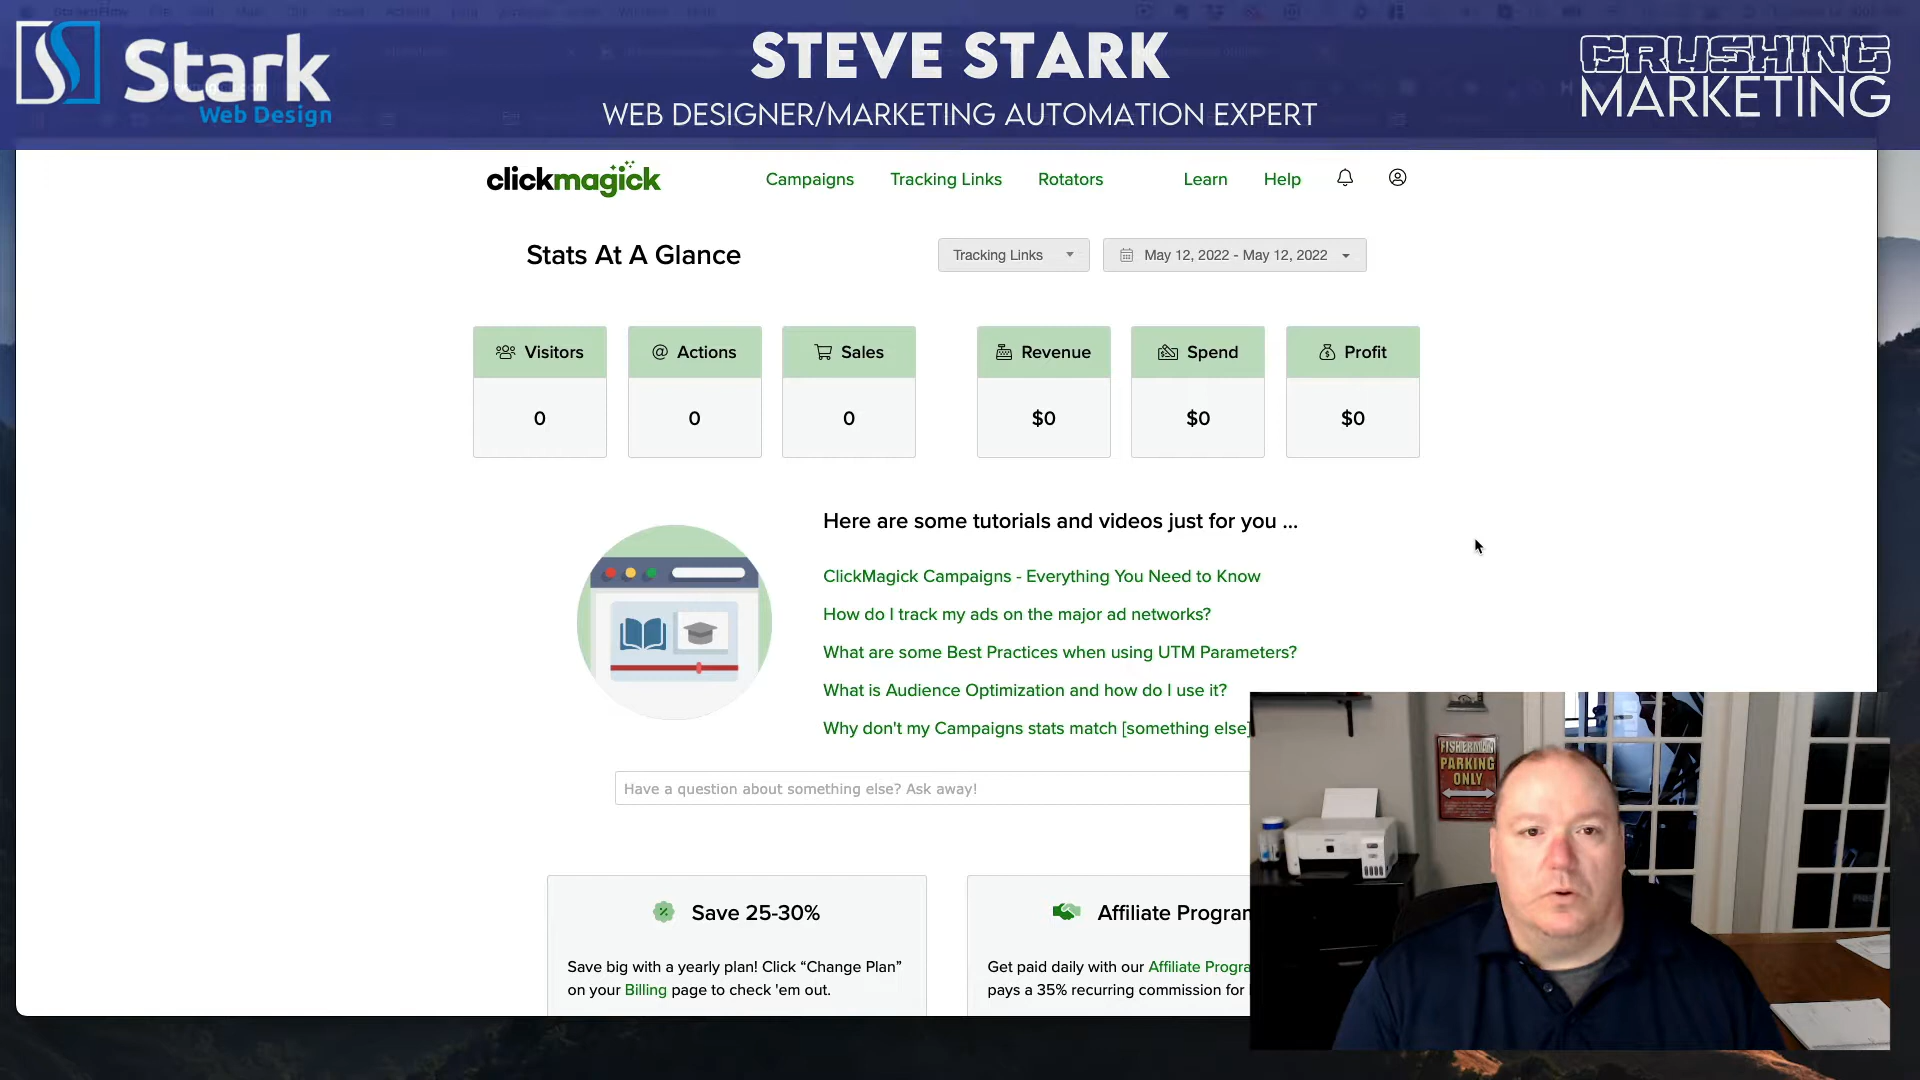 Stark
Web Design
STEVE STARK
WEB DESIGNER/MARKETING AUTOMATION EXPERT
CRUSHING
MARKETING
clickmagick
Campaigns
Tracking Links
Rotators
Learn
Help
Stats At A Glance
Tracking Links
May 12, 2022 - May 12, 2022
Visitors
Actions
Sales
Revenue
Spend
Profit
0
0
0
$0
$0
$0
Here are some tutorials and videos just for you ...
ClickMagick Campaigns - Everything You Need to Know
How do I track my ads on the major ad networks?
What are some Best Practices when using UTM Parameters?
What is Audience Optimization and how do I use it?
Why don't my Campaigns stats match [something else]
Have a question about something else? Ask away!
FISHERMAN
PARKING
ONLY
Save 25-30%
Save big with a yearly plan! Click “Change Plan”
on your Billing page to check 'em out.
Affiliate Program
Get paid daily with our Affiliate Progra
pays a 35% recurring commission for